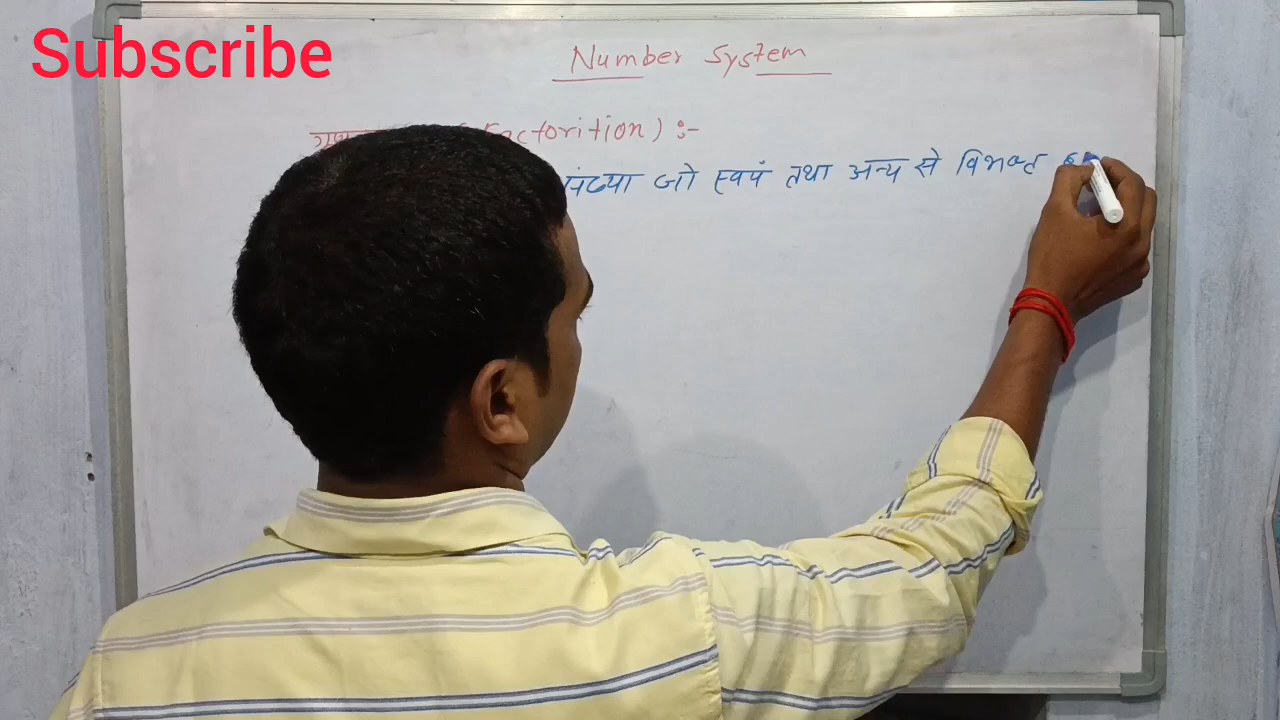 Subscribe
Number System
Factorition) :-
संख्या जो स्वयं तथा अन्य से विभक्त